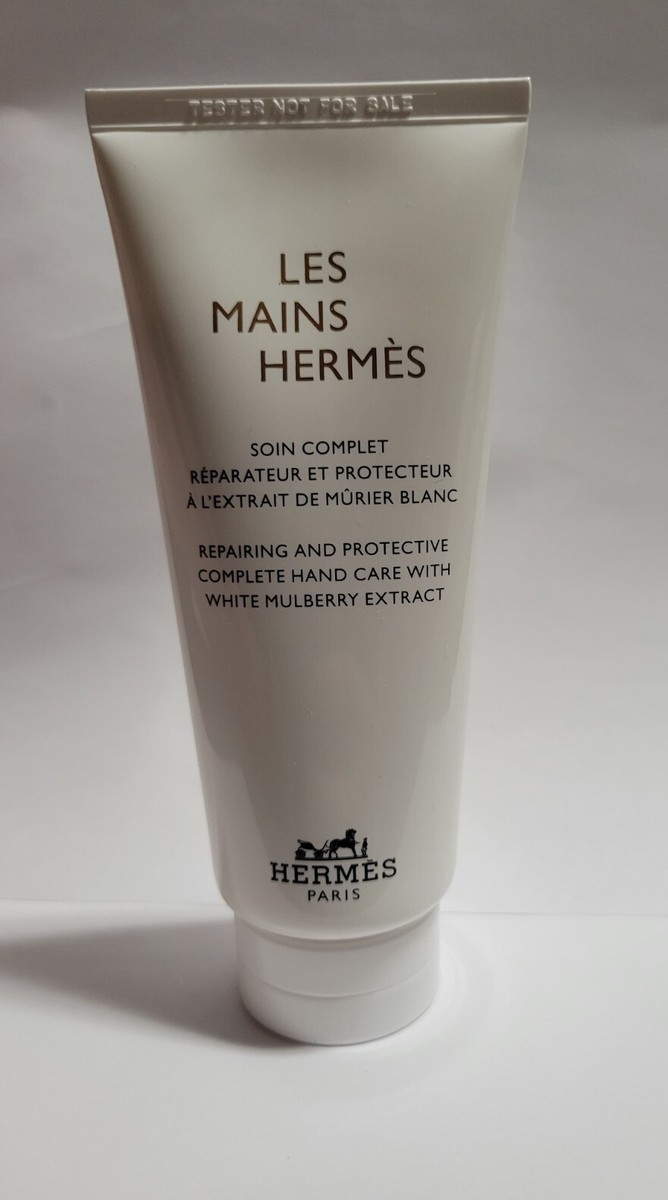 TESTER NOT FOR SALE
LES
MAINS
HERMÈS
SOIN COMPLET
RÉPARATEUR ET PROTECTEUR
À L'EXTRAIT DE MÛRIER BLANC
REPAIRING AND PROTECTIVE
COMPLETE HAND CARE WITH
WHITE MULBERRY EXTRACT
HERMÈS
PARIS